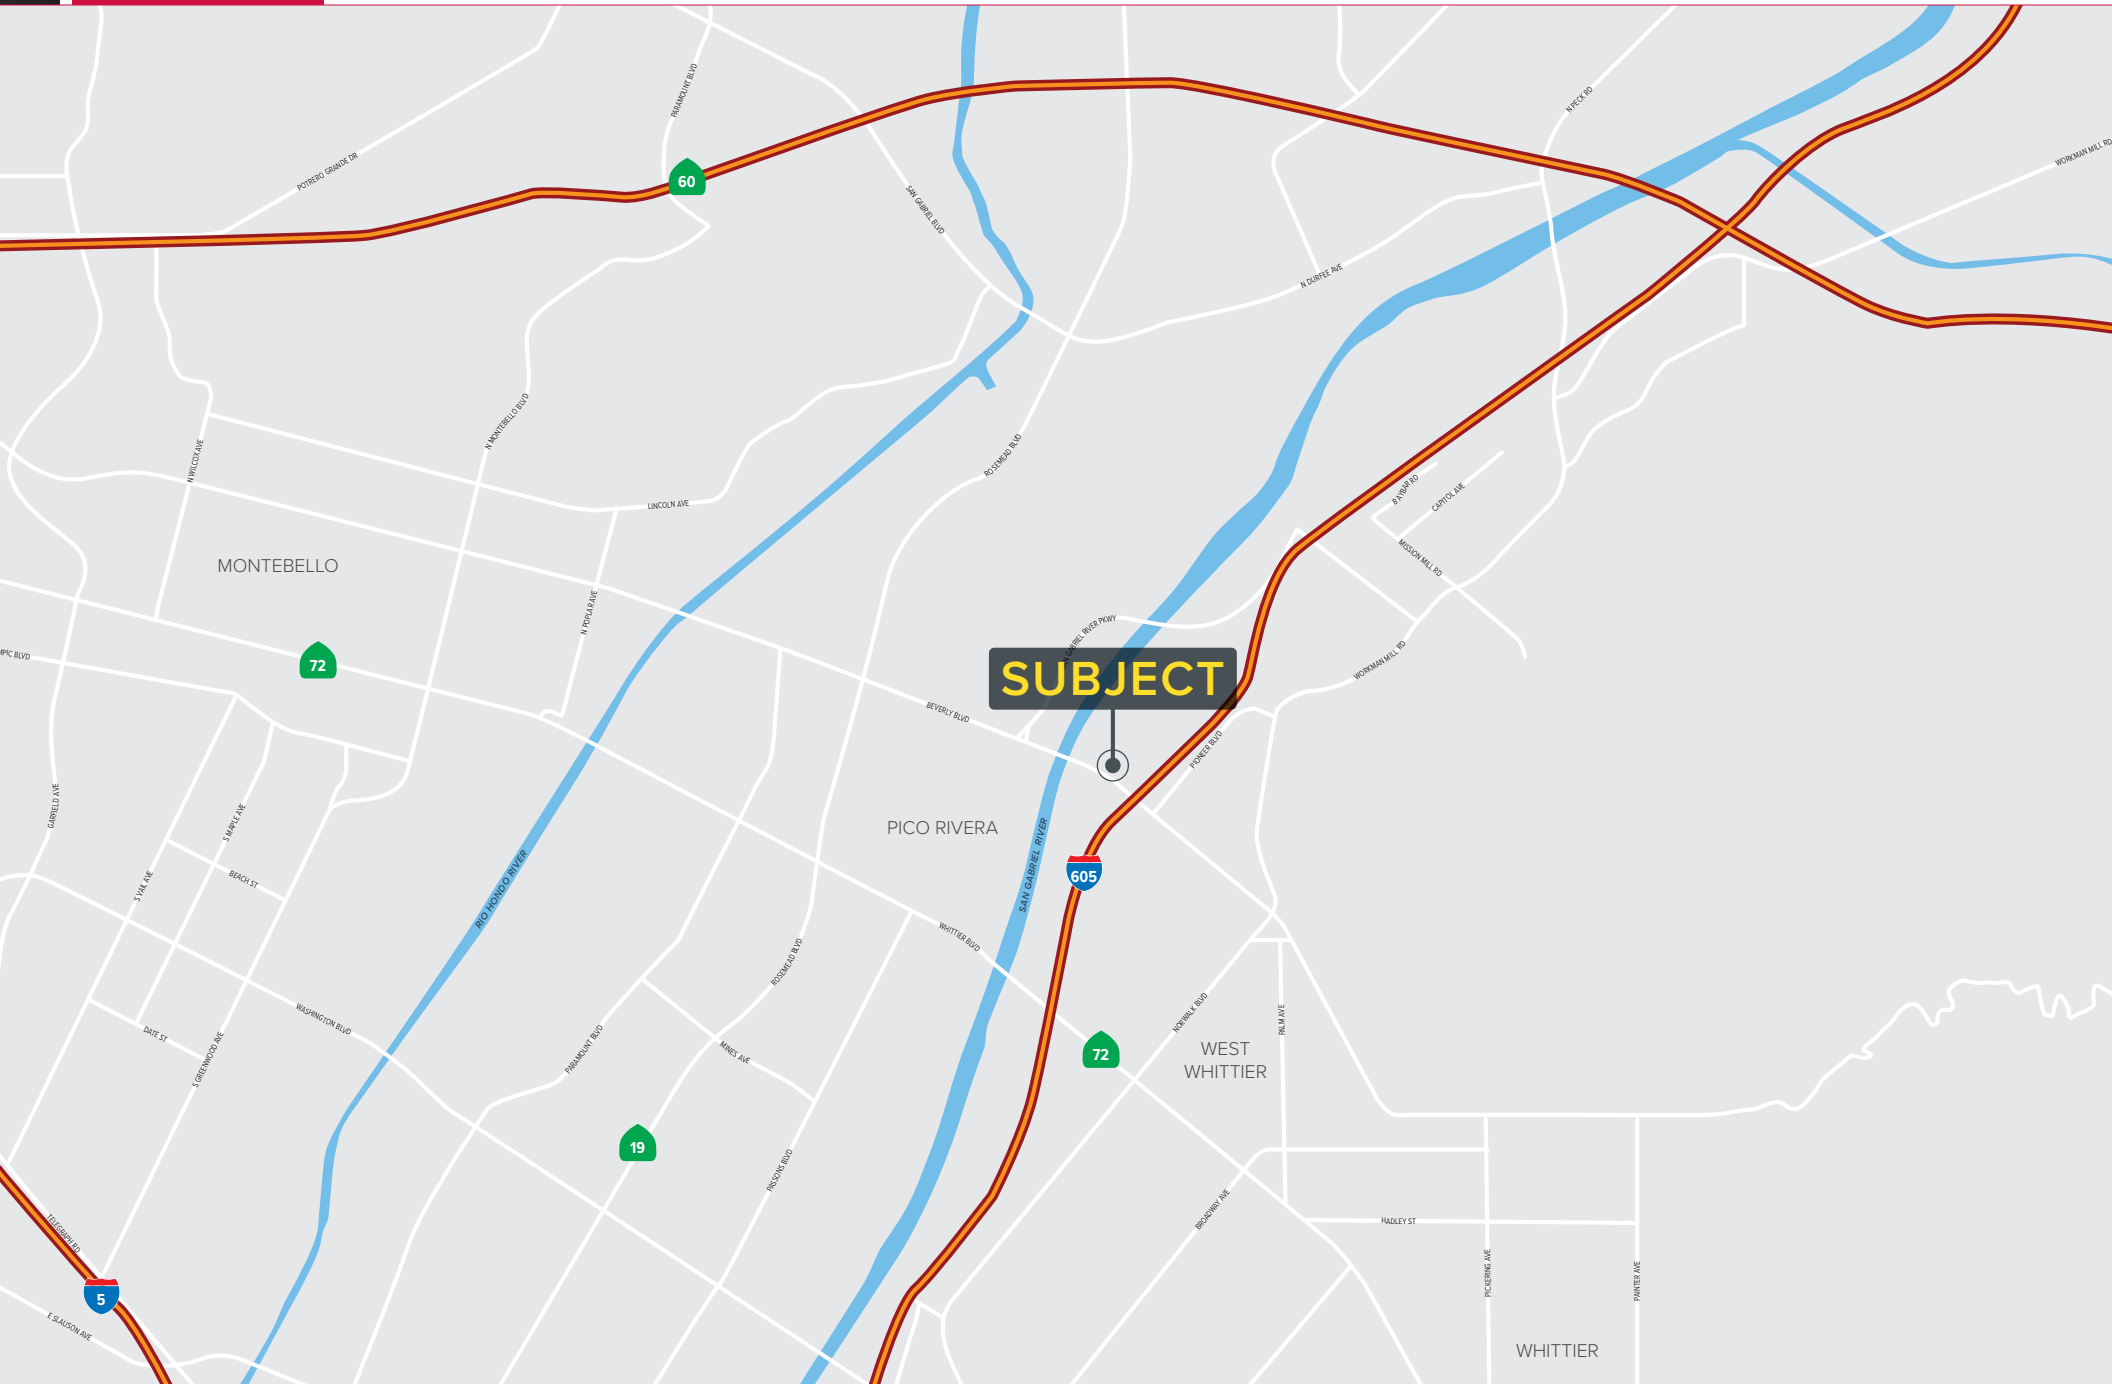 PARAMOUNT BLVD
N PECK RD
WORKMAN MILL RD
POTRERO GRANDE DR
60
SAN GABRIEL BLVD
N DURFEE AVE
N MONTEBELLO BLVD
N WILCOX AVE
ROSEMEAD BLVD
LINCOLN AVE
CAPITOL AVE
MISSION MILL RD
MONTEBELLO
N POPLAR AVE
GABRIEL RIVER PKWY
72
MPIC BLVD
WORKMAN MILL RD
SUBJECT
BEVERLY BLVD
PIONEER BLVD
GARFIELD AVE
S MAPLE AVE
PICO RIVERA
SAN GABRIEL RIVER
605
BEACH ST
S VAIL AVE
RIO HONDO RIVER
WHITTIER BLVD
ROSEMEAD BLVD
WASHINGTON BLVD
NORWALK BLVD
PALM AVE
DATE ST
S GREENWOOD AVE
PARAMOUNT BLVD
MINES AVE
72
WEST
WHITTIER
19
PASSONS BLVD
BROADWAY AVE
HADLEY ST
TELEGRAPH RD
PICKERING AVE
PAINTER AVE
5
E SLAUSON AVE
WHITTIER